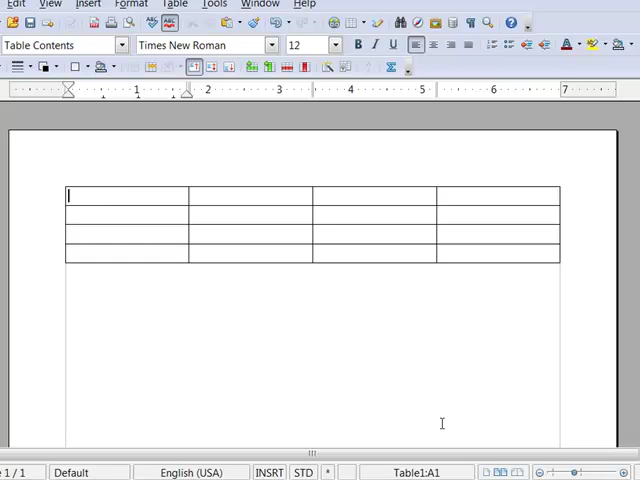 Edit View Insert Format Table Tools Window Help
Table Contents Times New Roman 12 B I U A
1 2 3 4 5 6 7
1 / 1 Default English (USA) INSRT STD * Table1:A1